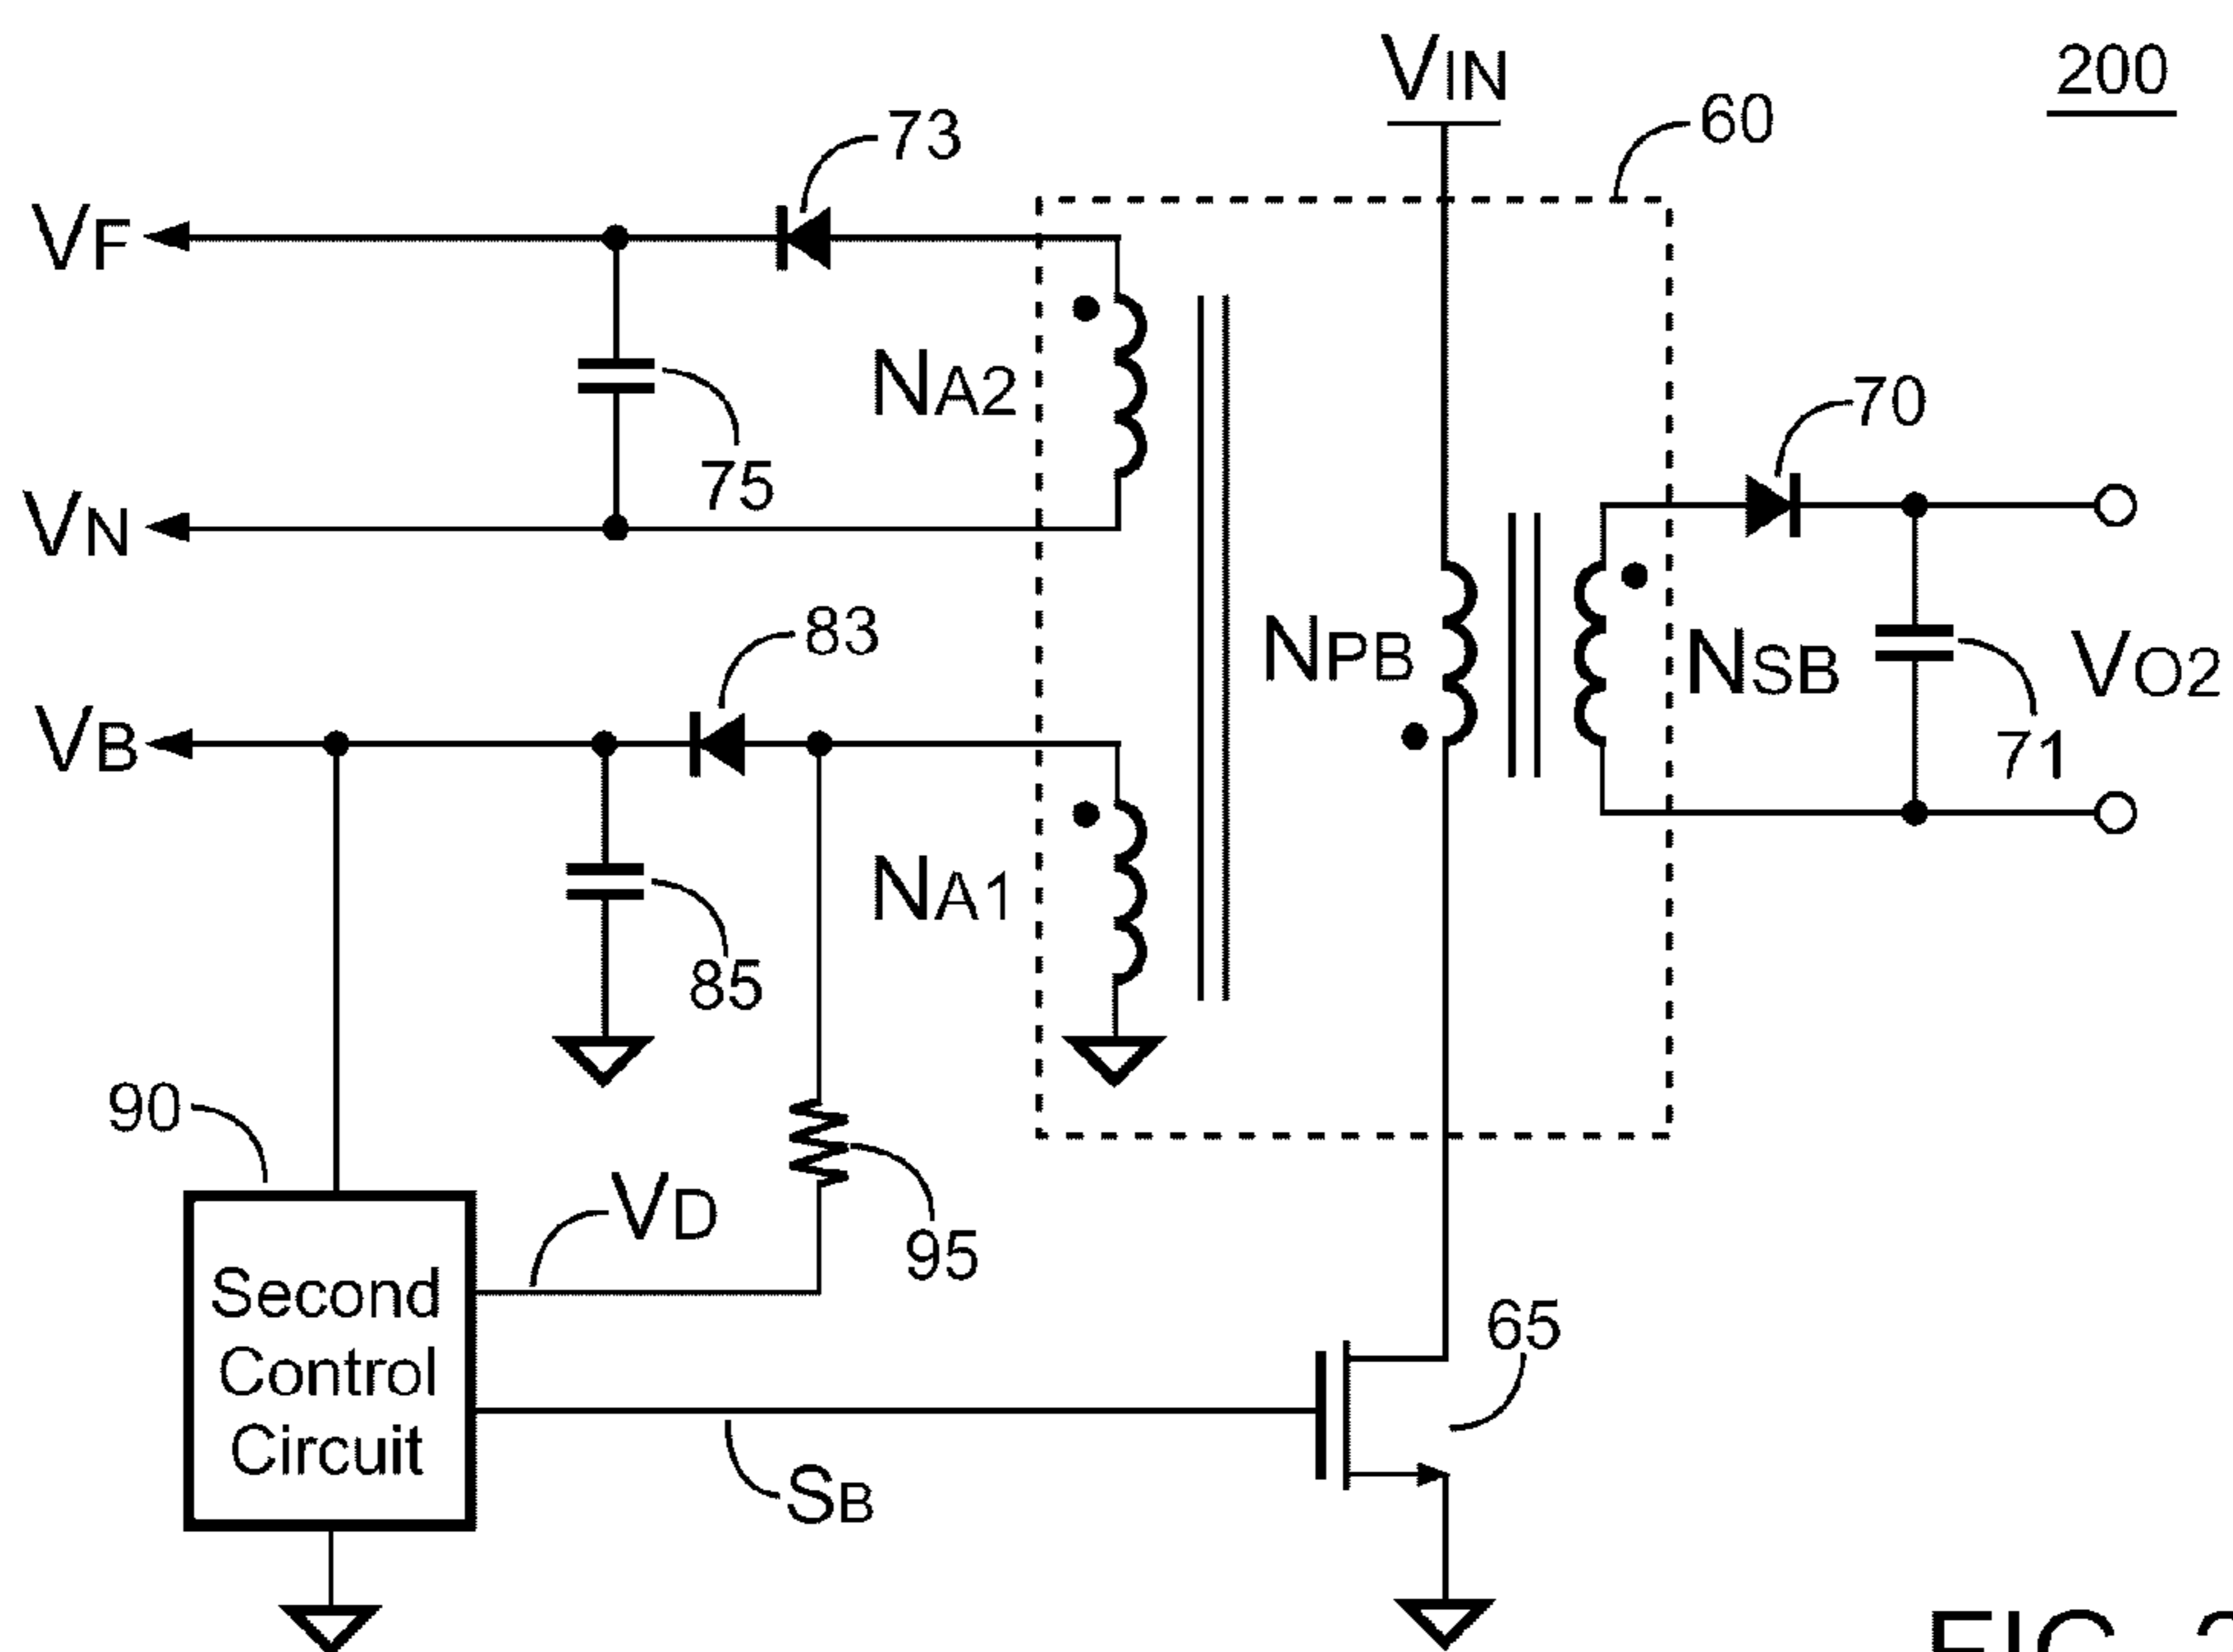 200
VIN
60
73
VF
NA2
75
VN
70
83
VB
NPB
NSB
VO2
71
NA1
85
90
VD
95
Second
Control
Circuit
65
SB
FIG.